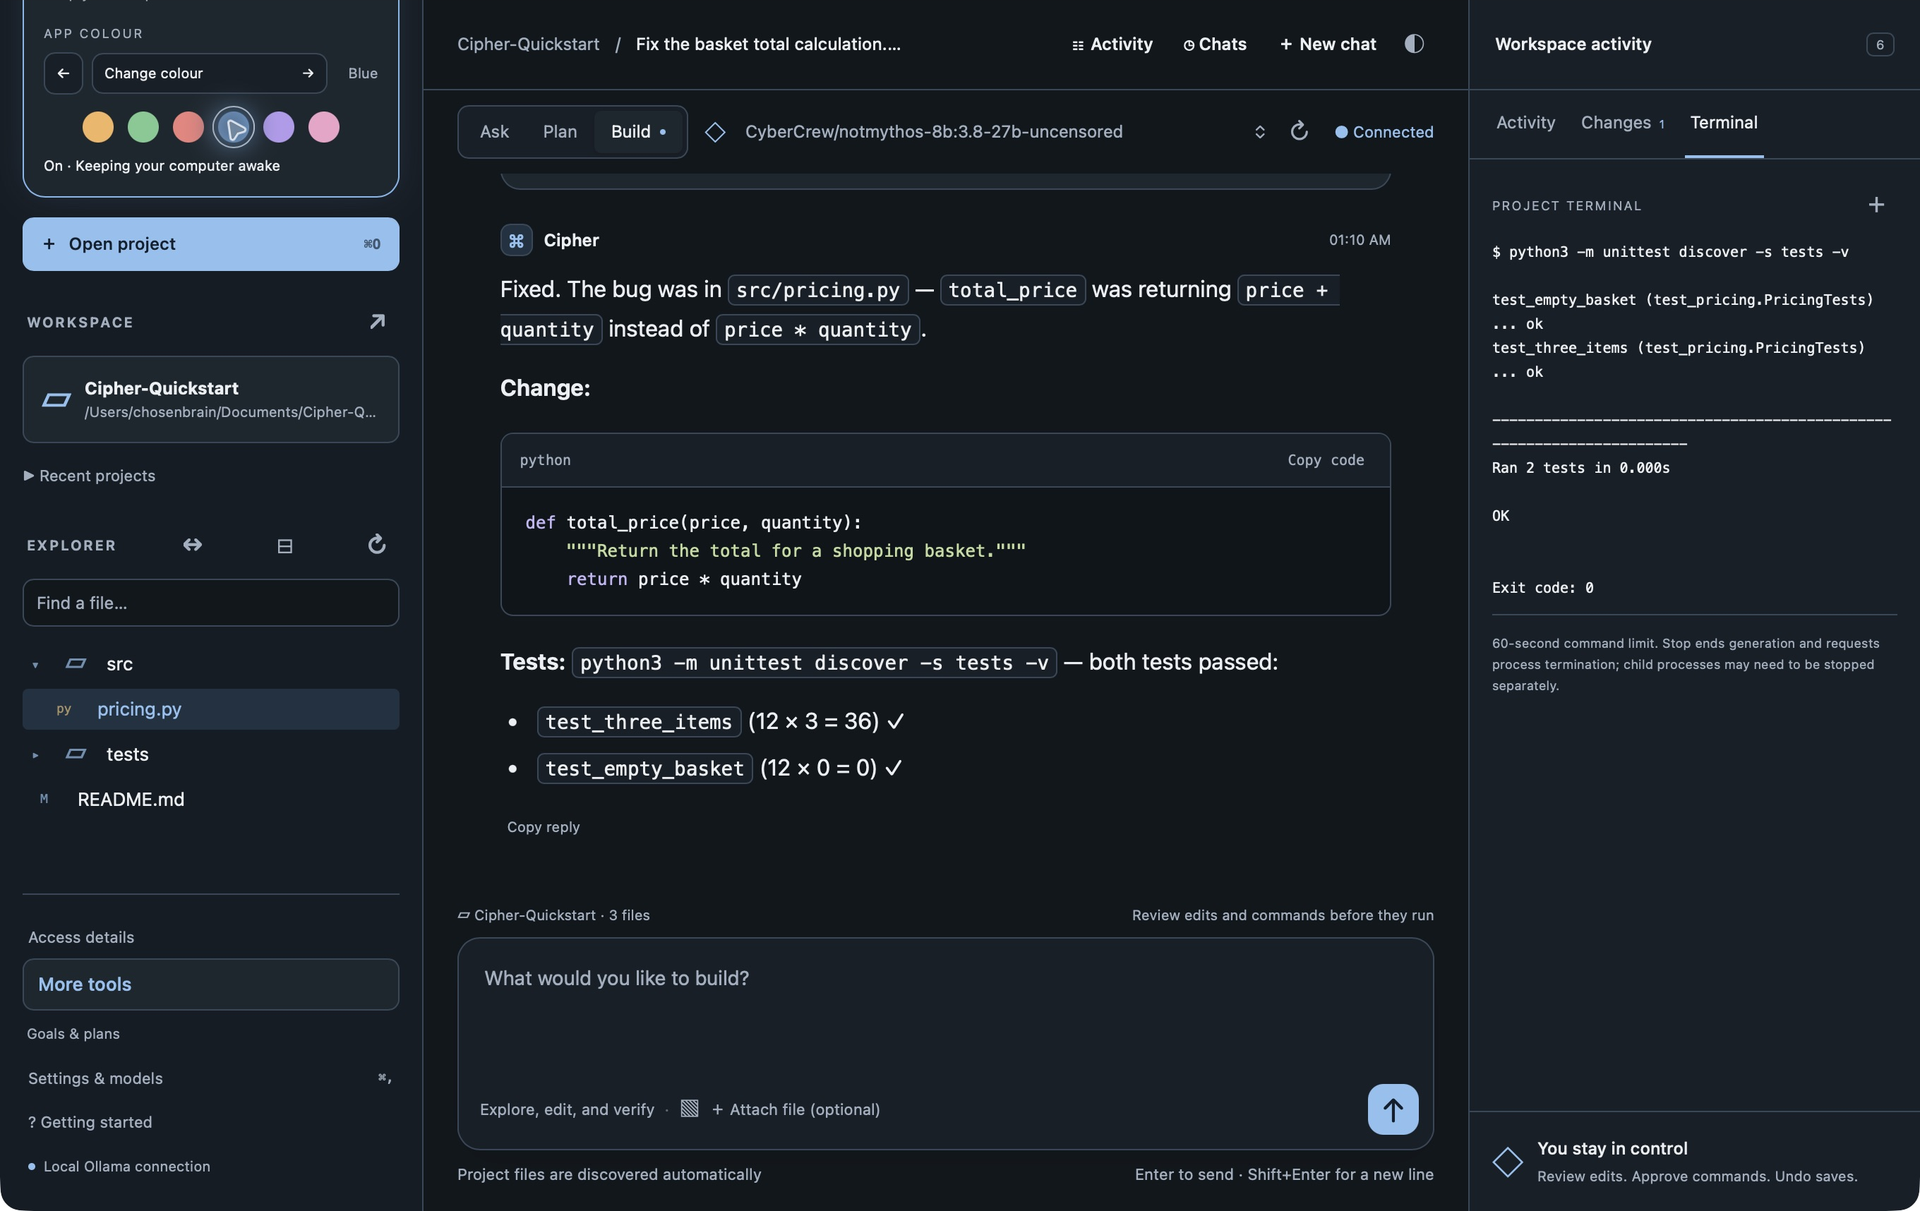 APP COLOUR
← Change colour → Blue
On · Keeping your computer awake
+ Open project ⌘O
WORKSPACE
Cipher-Quickstart
/Users/chosenbrain/Documents/Cipher-Q...
Recent projects
EXPLORER
Find a file...
src
py pricing.py
tests
M README.md
Access details
More tools
Goals & plans
Settings & models ⌘,
? Getting started
Local Ollama connection
Cipher-Quickstart / Fix the basket total calculation....
Activity
Chats
+ New chat
Ask Plan Build •
CyberCrew/notmythos-8b:3.8-27b-uncensored
Connected
⌘ Cipher 01:10 AM
Fixed. The bug was in src/pricing.py — total_price was returning price +
quantity instead of price * quantity.
Change:
python Copy code
def total_price(price, quantity):
"""Return the total for a shopping basket."""
return price * quantity
Tests: python3 -m unittest discover -s tests -v — both tests passed:
• test_three_items (12 × 3 = 36) ✓
• test_empty_basket (12 × 0 = 0) ✓
Copy reply
Cipher-Quickstart · 3 files
Review edits and commands before they run
What would you like to build?
Explore, edit, and verify · + Attach file (optional)
Project files are discovered automatically
Enter to send · Shift+Enter for a new line
Workspace activity 6
Activity Changes 1 Terminal
PROJECT TERMINAL +
$ python3 -m unittest discover -s tests -v
test_empty_basket (test_pricing.PricingTests)
... ok
test_three_items (test_pricing.PricingTests)
... ok
-----------------------------------------------
-----------------------
Ran 2 tests in 0.000s
OK
Exit code: 0
60-second command limit. Stop ends generation and requests
process termination; child processes may need to be stopped
separately.
You stay in control
Review edits. Approve commands. Undo saves.